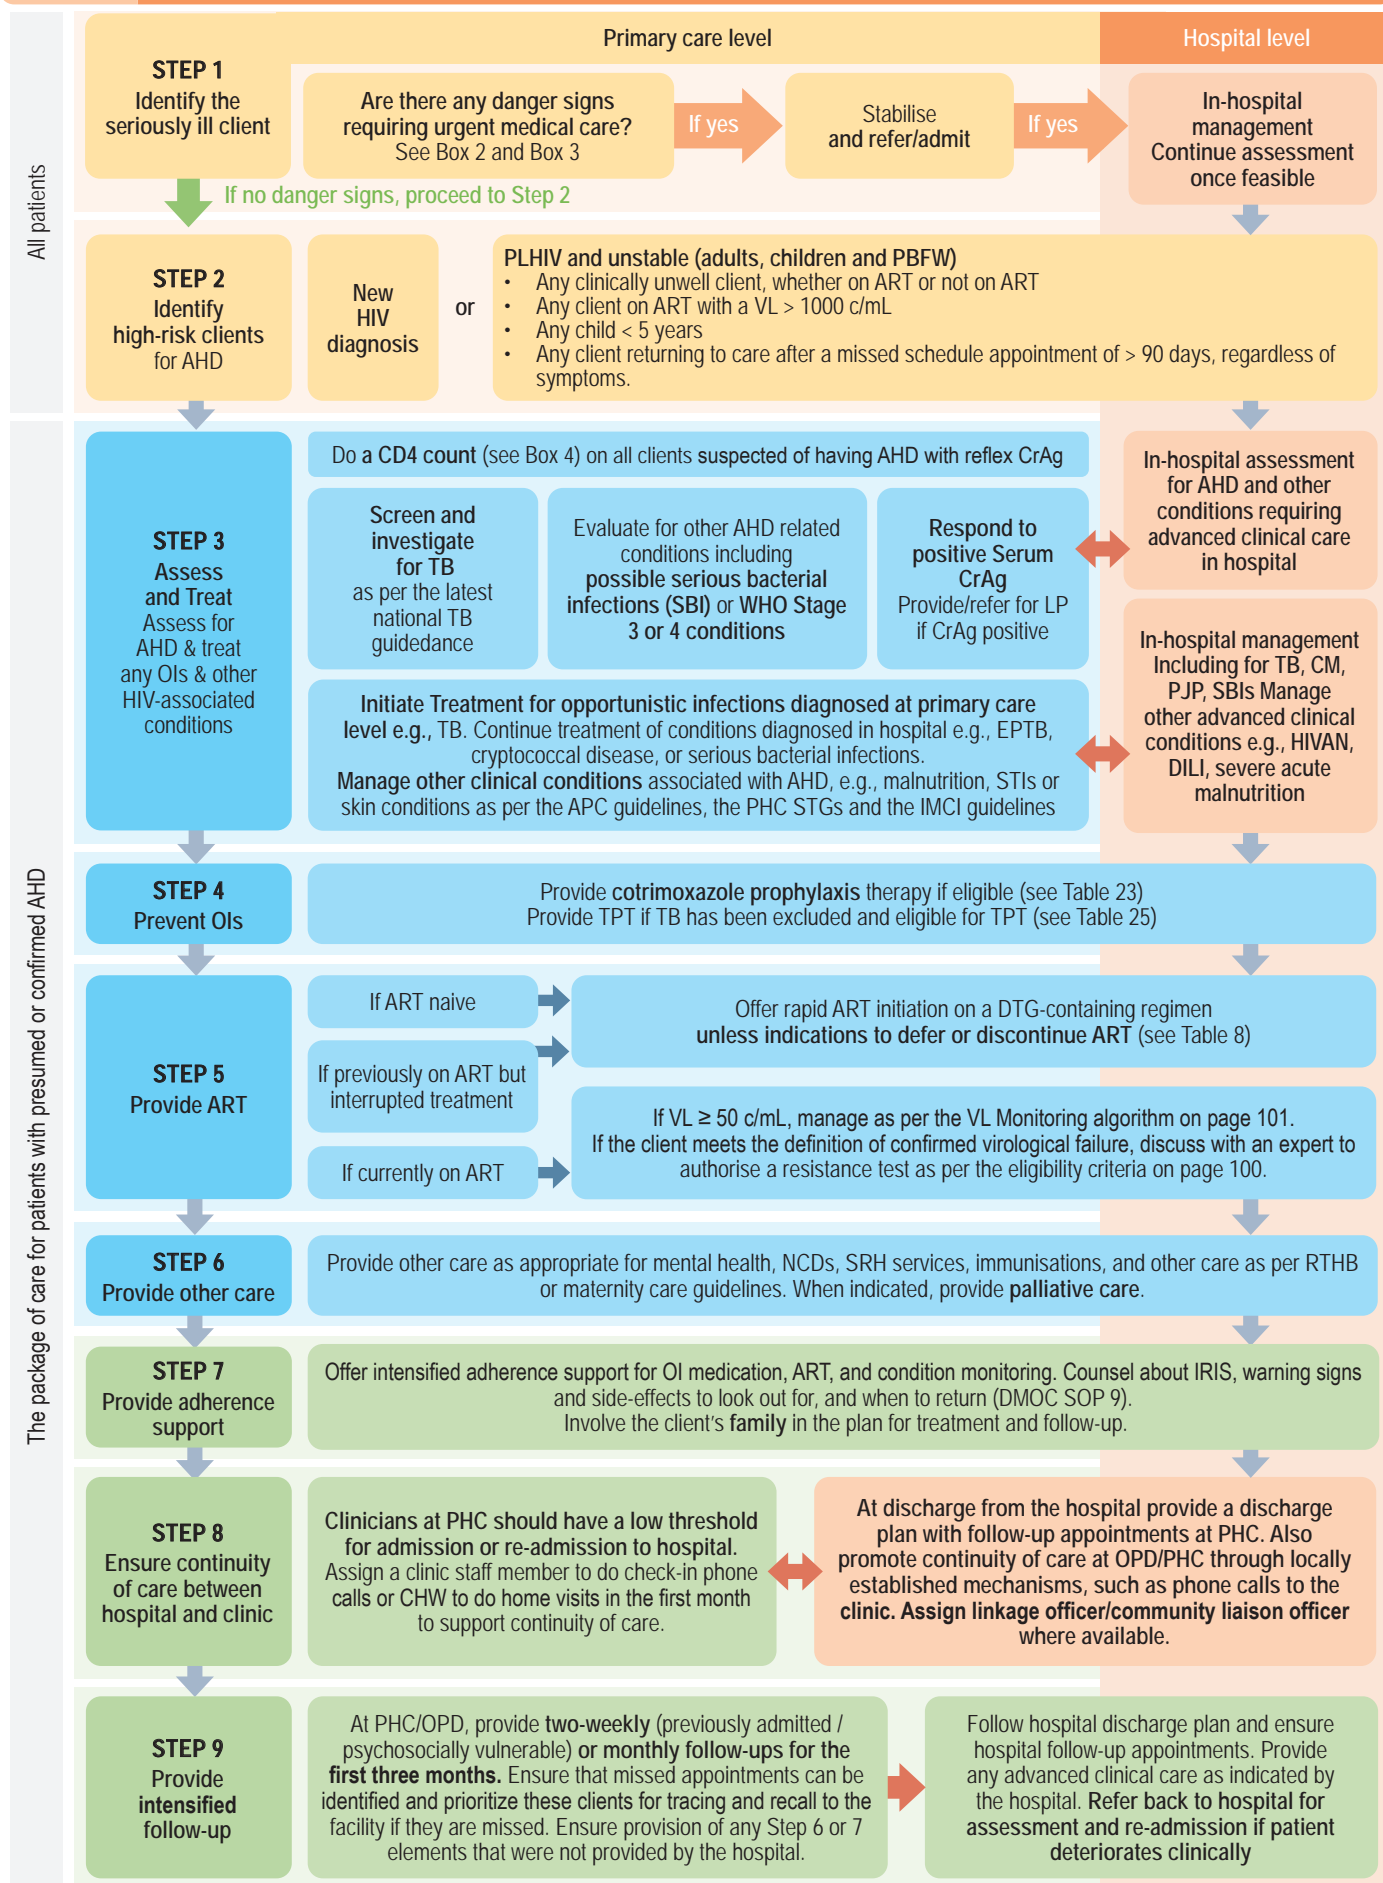 Primary care level
Hospital level
All patients
STEP 1
Identify the
seriously ill client
Are there any danger signs
requiring urgent medical care?
See Box 2 and Box 3
If yes
Stabilise
and refer/admit
If yes
In-hospital
management
Continue assessment
once feasible
If no danger signs, proceed to Step 2
STEP 2
Identify
high-risk clients
for AHD
New
HIV
diagnosis
or
PLHIV and unstable (adults, children and PBFW)
• Any clinically unwell client, whether on ART or not on ART
• Any client on ART with a VL > 1000 c/mL
• Any child < 5 years
• Any client returning to care after a missed schedule appointment of > 90 days, regardless of
symptoms.
The package of care for patients with presumed or confirmed AHD
STEP 3
Assess
and Treat
Assess for
AHD & treat
any OIs & other
HIV-associated
conditions
Do a CD4 count (see Box 4) on all clients suspected of having AHD with reflex CrAg
Screen and
investigate
for TB
as per the latest
national TB
guidedance
Evaluate for other AHD related
conditions including
possible serious bacterial
infections (SBI) or WHO Stage
3 or 4 conditions
Respond to
positive Serum
CrAg
Provide/refer for LP
if CrAg positive
In-hospital assessment
for AHD and other
conditions requiring
advanced clinical care
in hospital
Initiate Treatment for opportunistic infections diagnosed at primary care
level e.g., TB. Continue treatment of conditions diagnosed in hospital e.g., EPTB,
cryptococcal disease, or serious bacterial infections.
Manage other clinical conditions associated with AHD, e.g., malnutrition, STIs or
skin conditions as per the APC guidelines, the PHC STGs and the IMCI guidelines
In-hospital management
Including for TB, CM,
PJP, SBIs Manage
other advanced clinical
conditions e.g., HIVAN,
DILI, severe acute
malnutrition
STEP 4
Prevent OIs
Provide cotrimoxazole prophylaxis therapy if eligible (see Table 23)
Provide TPT if TB has been excluded and eligible for TPT (see Table 25)
STEP 5
Provide ART
If ART naive
If previously on ART but
interrupted treatment
Offer rapid ART initiation on a DTG-containing regimen
unless indications to defer or discontinue ART (see Table 8)
If currently on ART
If VL ≥ 50 c/mL, manage as per the VL Monitoring algorithm on page 101.
If the client meets the definition of confirmed virological failure, discuss with an expert to
authorise a resistance test as per the eligibility criteria on page 100.
STEP 6
Provide other care
Provide other care as appropriate for mental health, NCDs, SRH services, immunisations, and other care as per RTHB
or maternity care guidelines. When indicated, provide palliative care.
STEP 7
Provide adherence
support
Offer intensified adherence support for OI medication, ART, and condition monitoring. Counsel about IRIS, warning signs
and side-effects to look out for, and when to return (DMOC SOP 9).
Involve the client's family in the plan for treatment and follow-up.
STEP 8
Ensure continuity
of care between
hospital and clinic
Clinicians at PHC should have a low threshold
for admission or re-admission to hospital.
Assign a clinic staff member to do check-in phone
calls or CHW to do home visits in the first month
to support continuity of care.
At discharge from the hospital provide a discharge
plan with follow-up appointments at PHC. Also
promote continuity of care at OPD/PHC through locally
established mechanisms, such as phone calls to the
clinic. Assign linkage officer/community liaison officer
where available.
STEP 9
Provide
intensified
follow-up
At PHC/OPD, provide two-weekly (previously admitted /
psychosocially vulnerable) or monthly follow-ups for the
first three months. Ensure that missed appointments can be
identified and prioritize these clients for tracing and recall to the
facility if they are missed. Ensure provision of any Step 6 or 7
elements that were not provided by the hospital.
Follow hospital discharge plan and ensure
hospital follow-up appointments. Provide
any advanced clinical care as indicated by
the hospital. Refer back to hospital for
assessment and re-admission if patient
deteriorates clinically